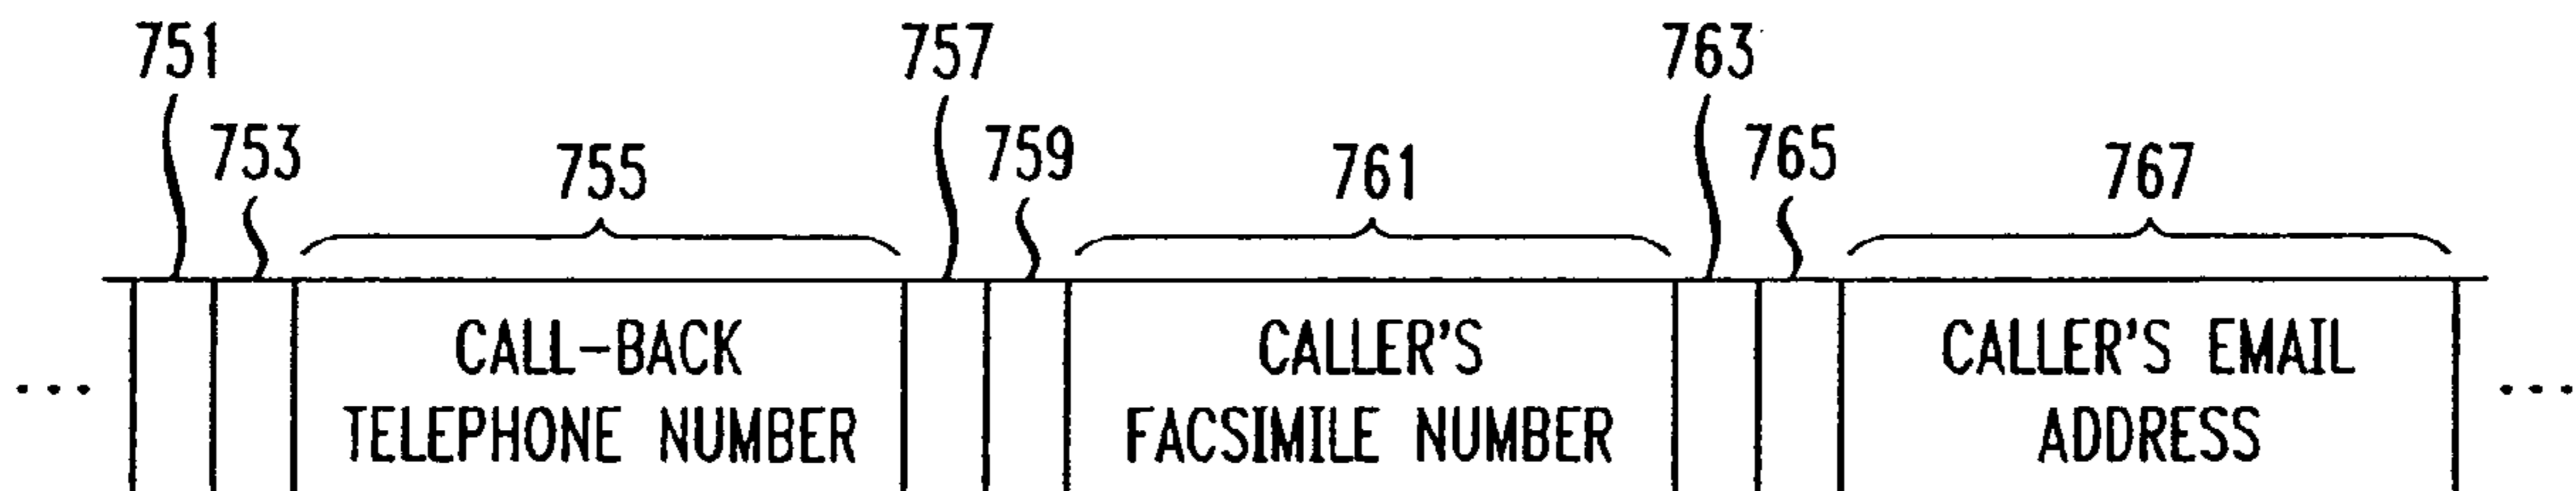 751 757 763
753 759 765
755 761 767
... CALL-BACK CALLER'S CALLER'S EMAIL ...
TELEPHONE NUMBER FACSIMILE NUMBER ADDRESS